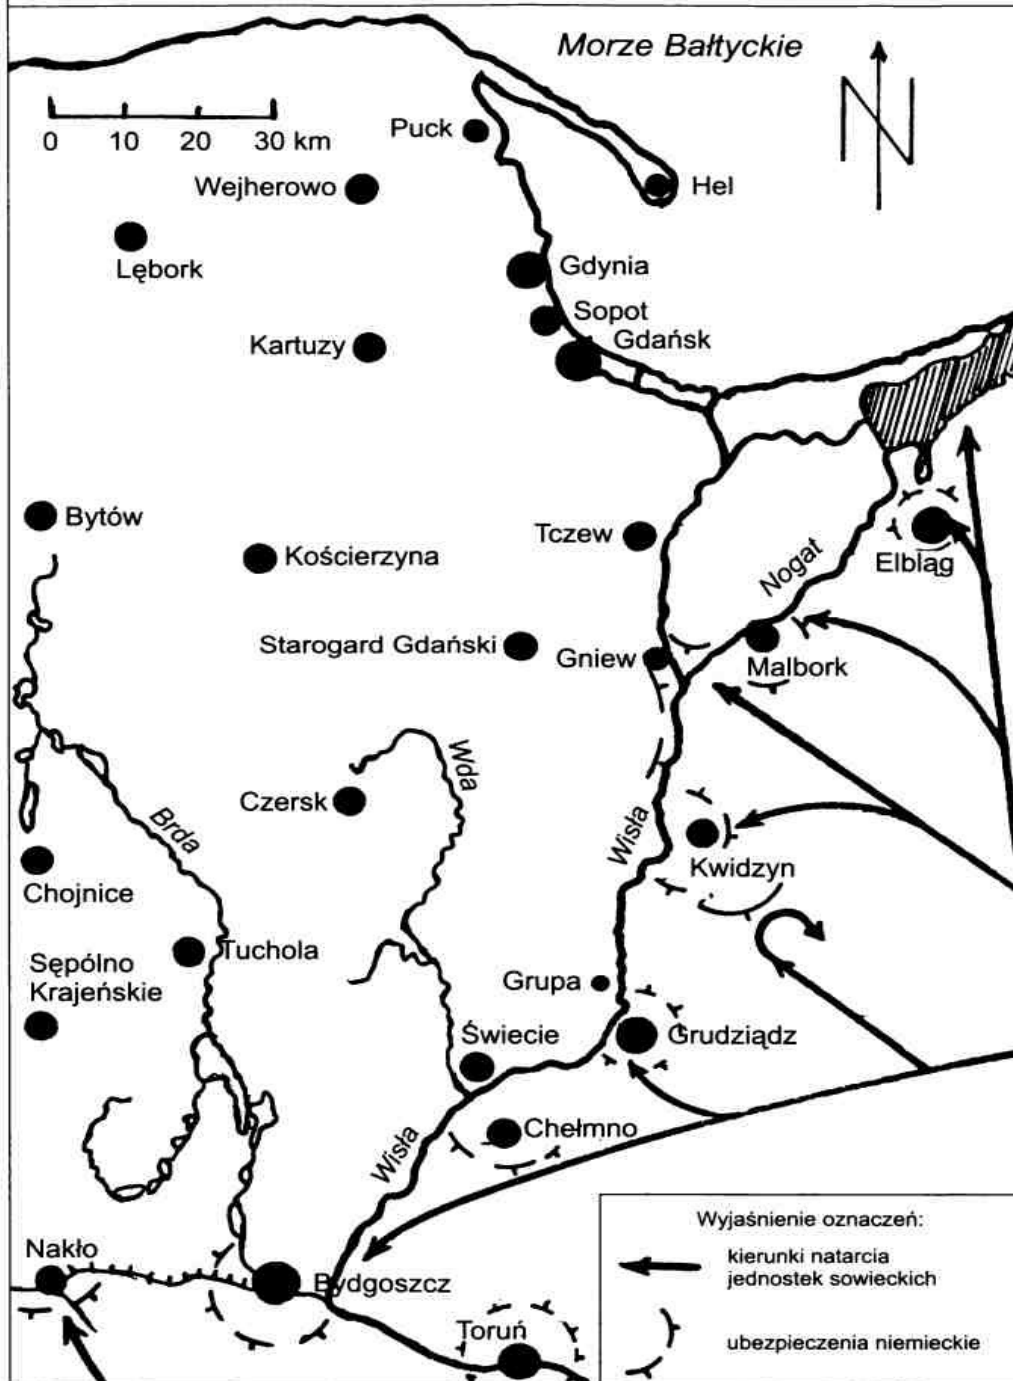 Morze Bałtyckie
N
0 10 20 30 km
Puck
Wejherowo
Hel
Lębork
Gdynia
Sopot
Kartuzy
Gdańsk
Bytów
Kościerzyna
Tczew
Nogat
Elbląg
Starogard Gdański
Gniew
Malbork
Wda
Czersk
Brda
Wisła
Kwidzyn
Chojnice
Tuchola
Sępólno
Krajeńskie
Grupa
Świecie
Grudziądz
Chełmno
Wisła
Nakło
Bydgoszcz
Toruń
Wyjaśnienie oznaczeń:
kierunki natarcia
jednostek sowieckich
ubezpieczenia niemieckie